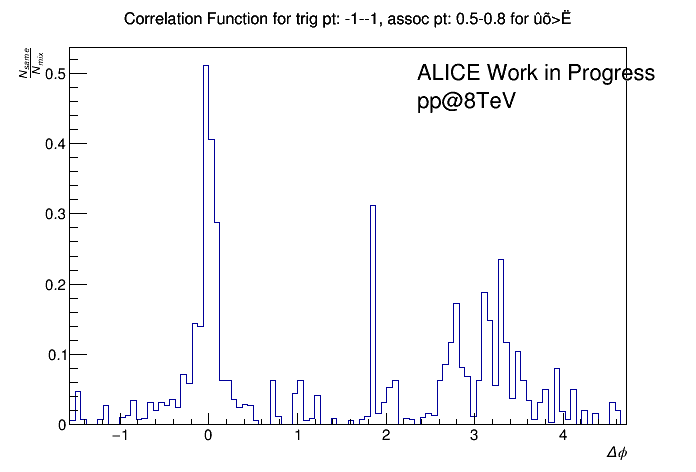 Correlation Function for trig pt: -1--1, assoc pt: 0.5-0.8 for ûõ>Ë
N_same
N_mix
ALICE Work in Progress
pp@8TeV
0.5
0.4
0.3
0.2
0.1
0
−1 0 1 2 3 4
Δφ